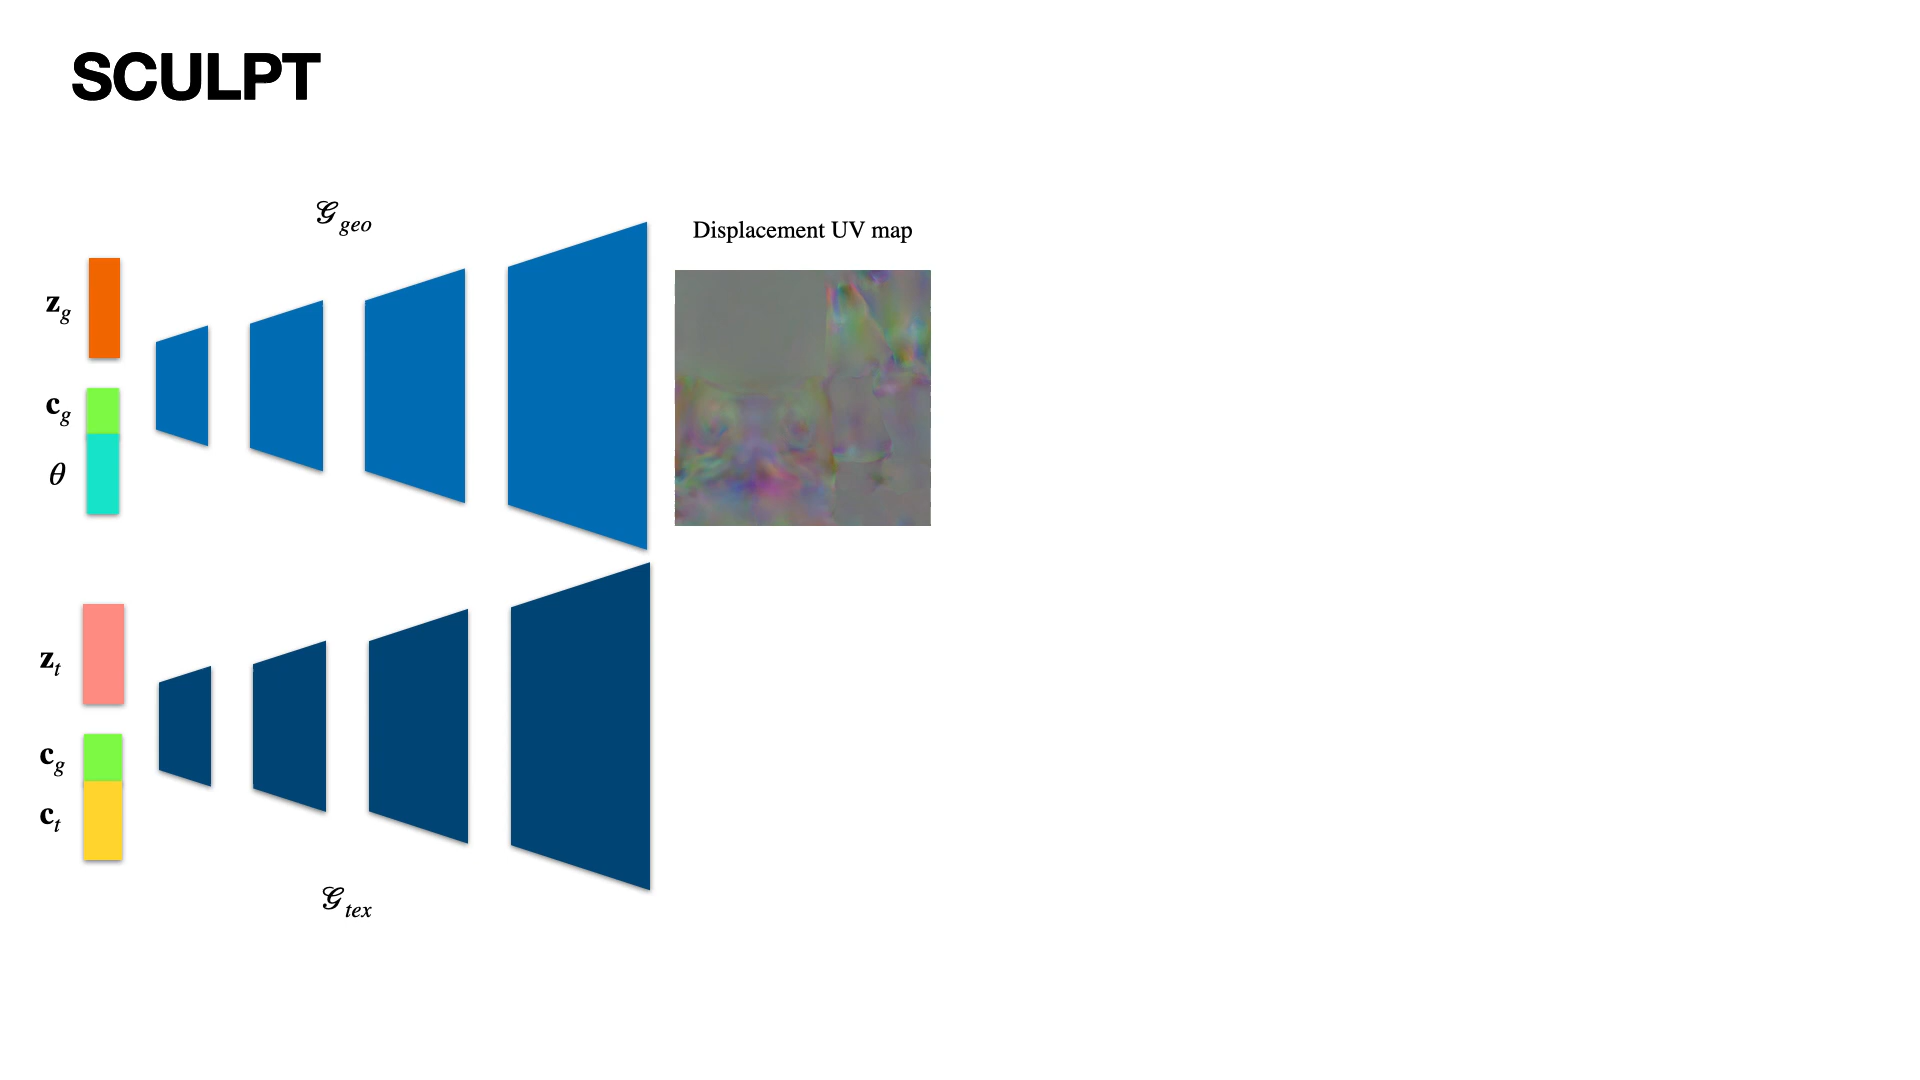 SCULPT
𝒢geo
Displacement UV map
zg
cg
θ
zt
cg
ct
𝒢tex